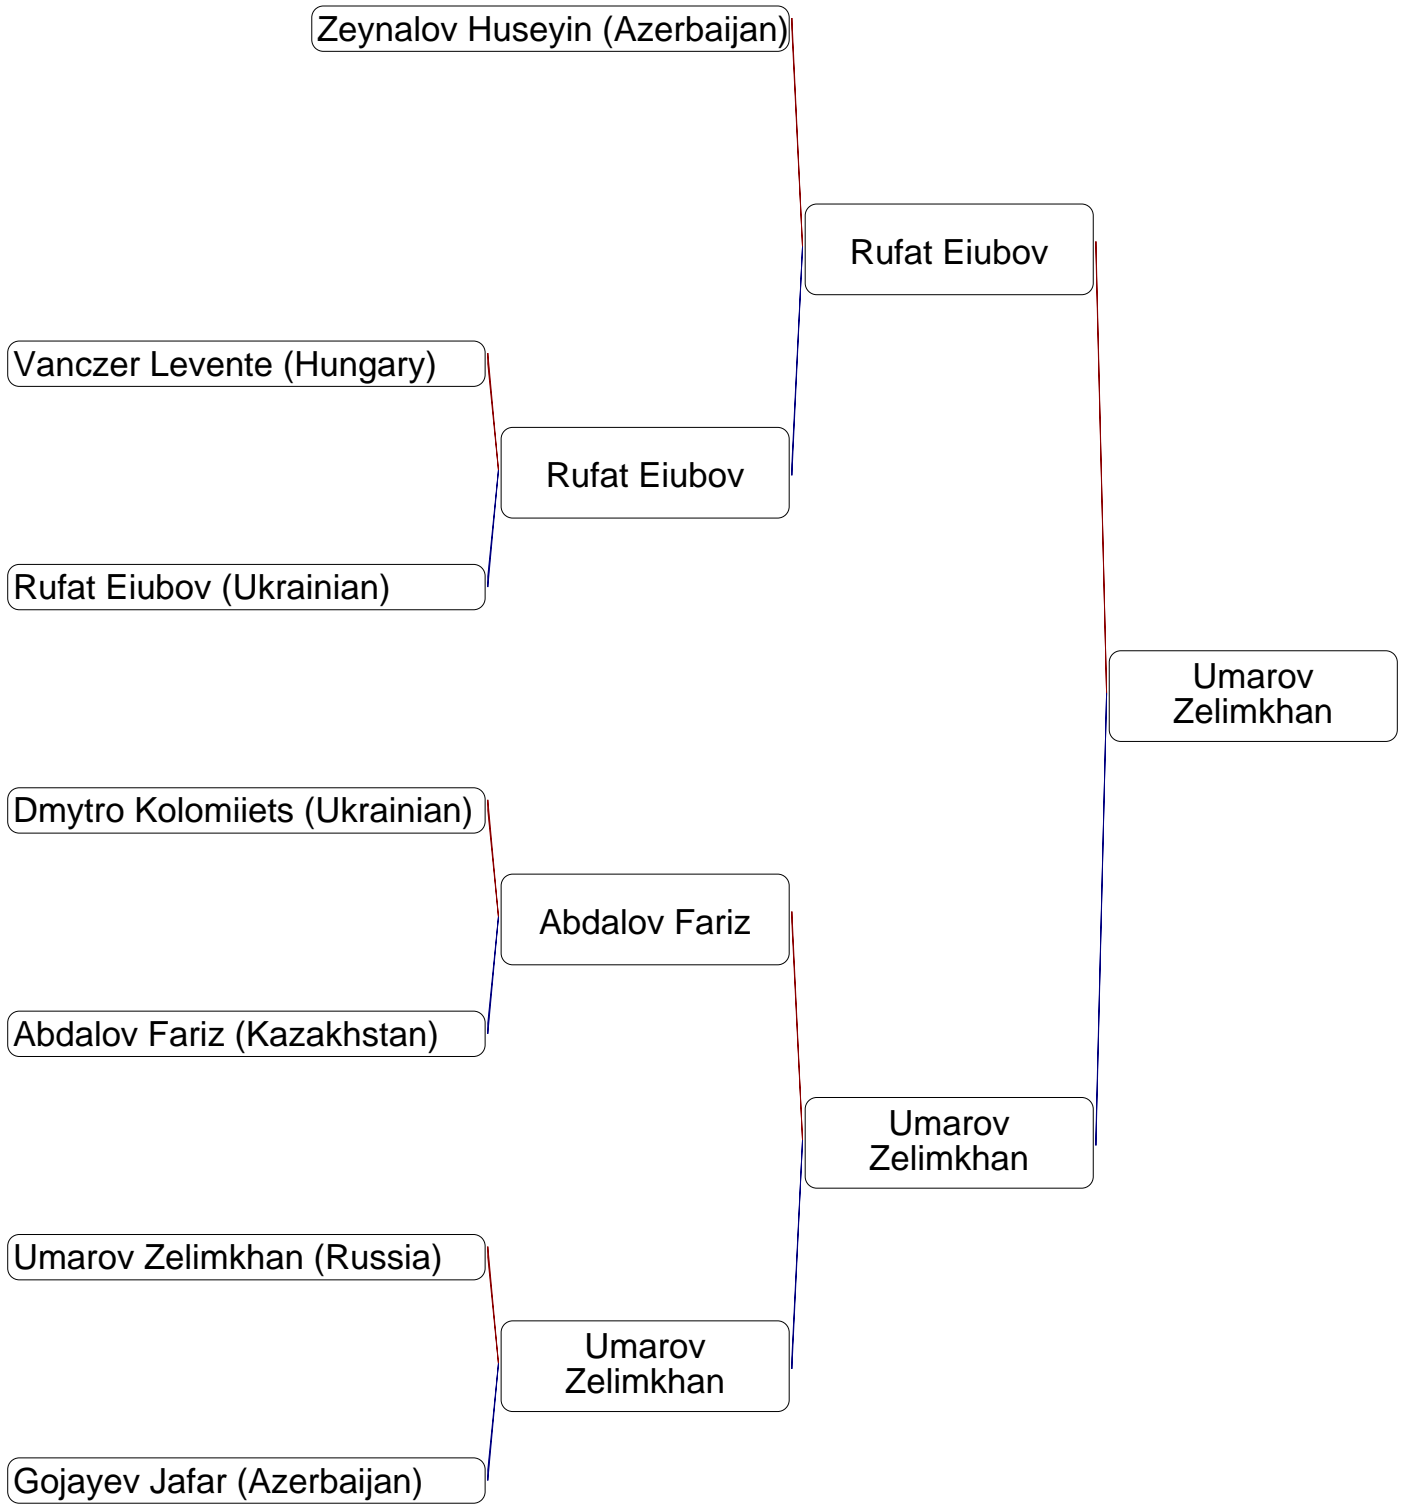 Zeynalov Huseyin (Azerbaijan)
Rufat Eiubov
Vanczer Levente (Hungary)
Rufat Eiubov
Rufat Eiubov (Ukrainian)
Umarov
Zelimkhan
Dmytro Kolomiiets (Ukrainian)
Abdalov Fariz
Abdalov Fariz (Kazakhstan)
Umarov
Zelimkhan
Umarov Zelimkhan (Russia)
Umarov
Zelimkhan
Gojayev Jafar (Azerbaijan)